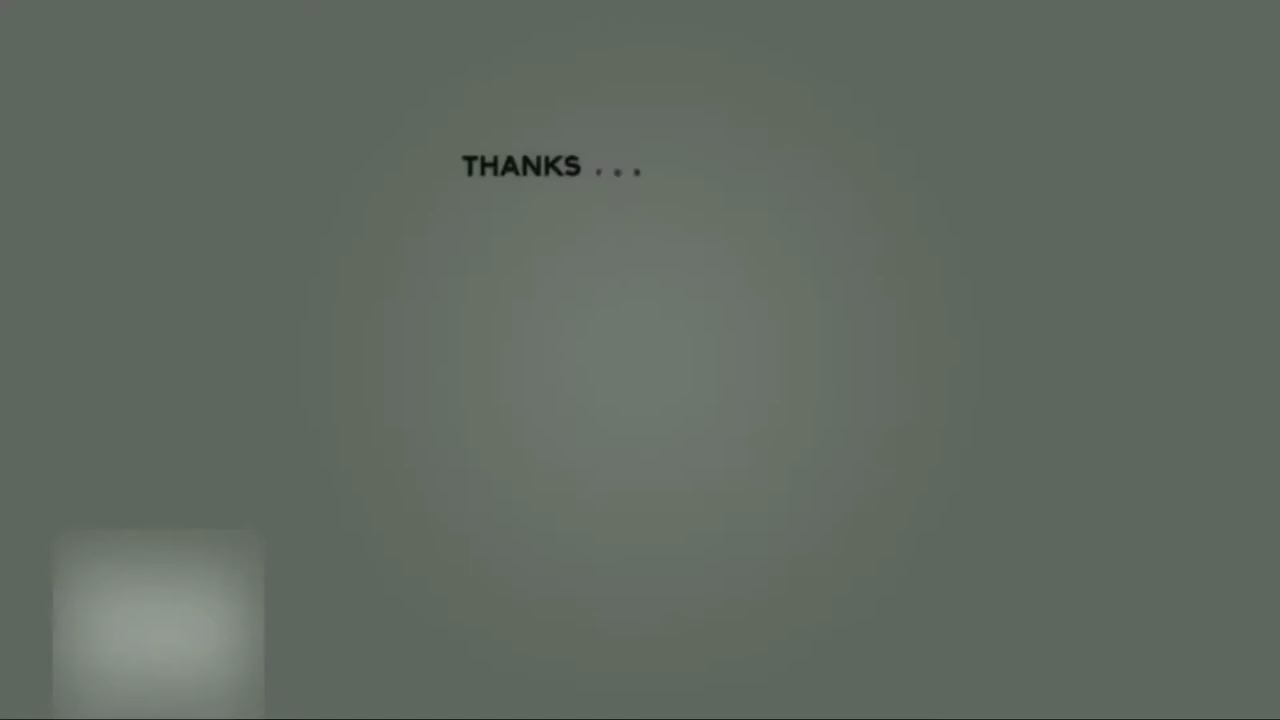 THANKS . . .